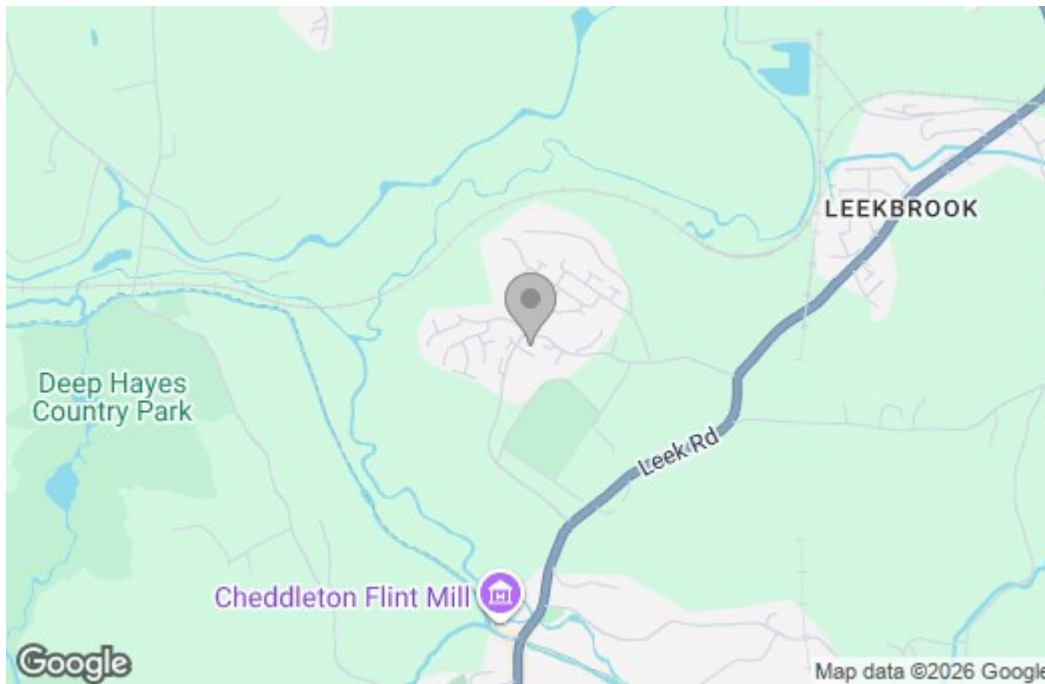 LEEKBROOK
Deep Hayes
Country Park
Leek Rd
Cheddleton Flint Mill
Google
Map data ©2026 Google